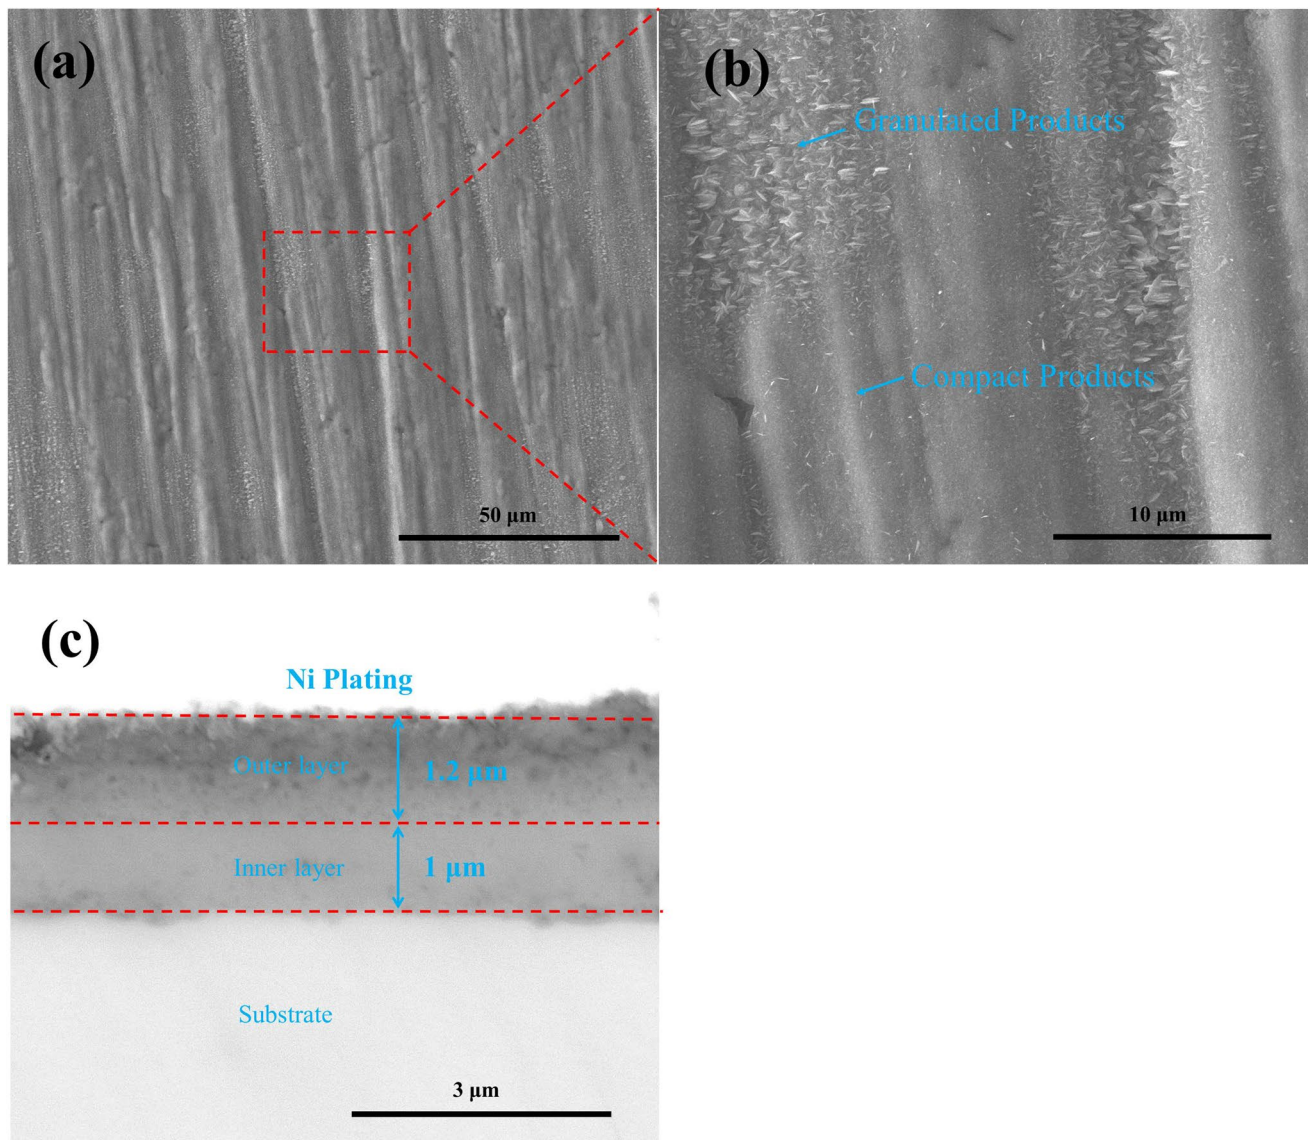 (a)
50 μm
(b)
Granulated Products
Compact Products
10 μm
(c)
Ni Plating
Outer layer
1.2 μm
Inner layer
1 μm
Substrate
3 μm